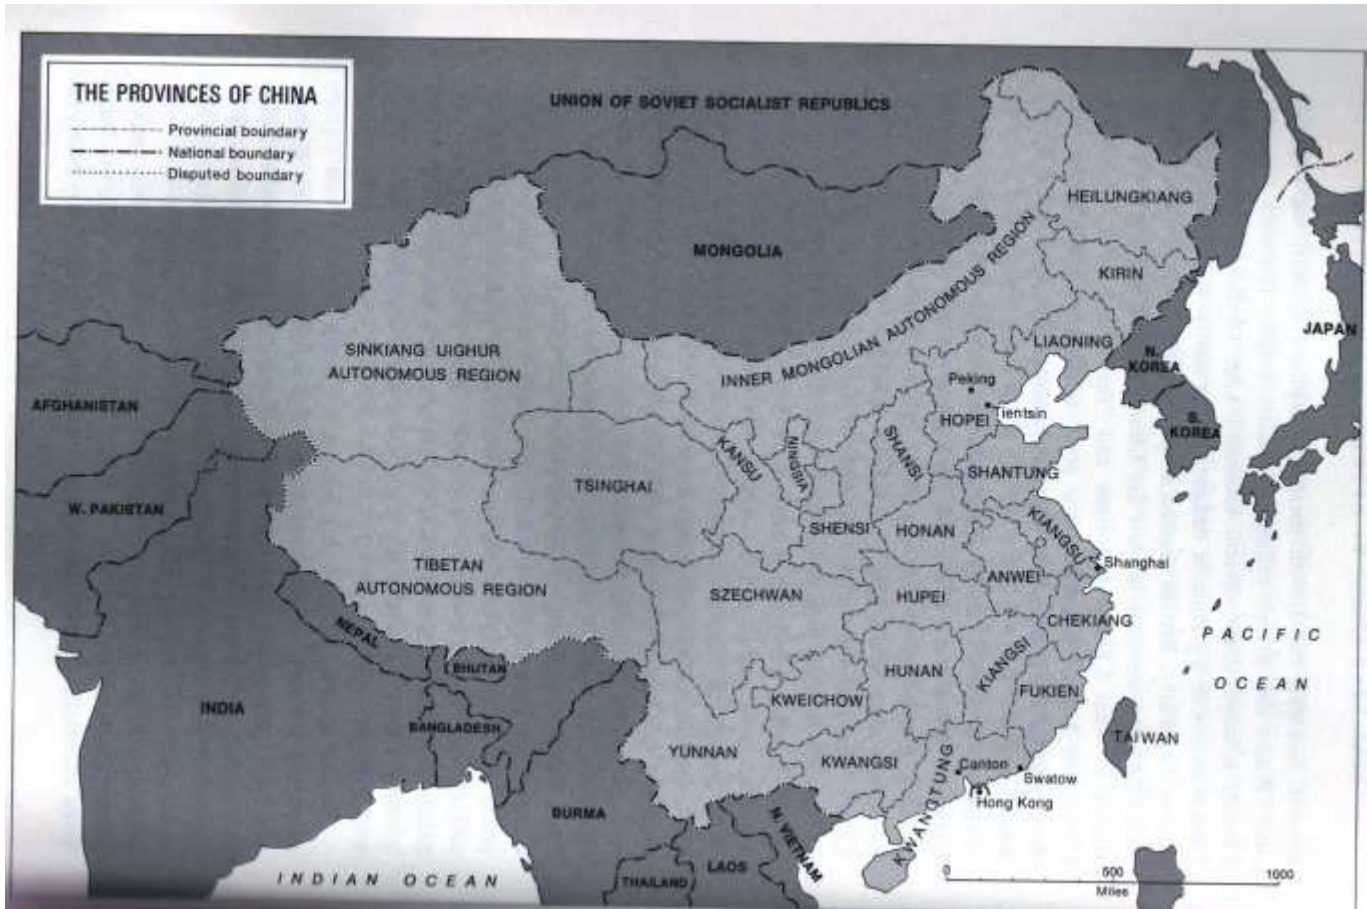 THE PROVINCES OF CHINA
Provincial boundary
National boundary
Disputed boundary
UNION OF SOVIET SOCIALIST REPUBLICS
HEILUNGKIANG
MONGOLIA
KIRIN
INNER MONGOLIAN AUTONOMOUS REGION
LIAONING
JAPAN
SINKIANG UIGHUR
AUTONOMOUS REGION
N.
KOREA
Peking
AFGHANISTAN
Tientsin
HOPEI
S.
KOREA
KANSU
NINGSIA
SHANSI
SHANTUNG
TSINGHAI
W. PAKISTAN
SHENSI
HONAN
KIANGSU
Shanghai
TIBETAN
AUTONOMOUS REGION
ANWEI
SZECHWAN
HUPEI
CHEKIANG
NEPAL
PACIFIC
OCEAN
BHUTAN
HUNAN
KIANGSI
FUKIEN
KWEICHOW
INDIA
BANGLADESH
TAIWAN
YUNNAN
KWANGSI
KWANGTUNG
Canton
Swatow
Hong Kong
BURMA
N. VIETNAM
LAOS
THAILAND
INDIAN OCEAN
0 500 1000
Miles